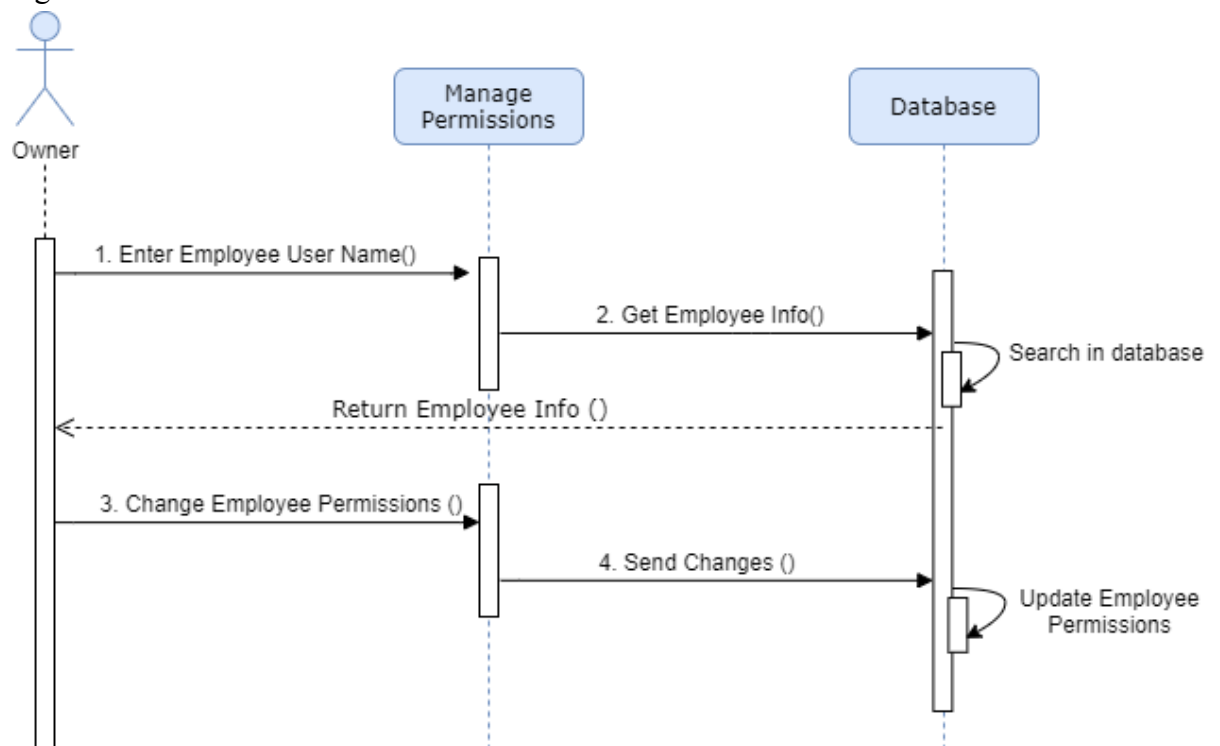 Manage
Permissions
Database
Owner
1. Enter Employee User Name()
2. Get Employee Info()
Search in database
Return Employee Info ()
3. Change Employee Permissions ()
4. Send Changes ()
Update Employee
Permissions